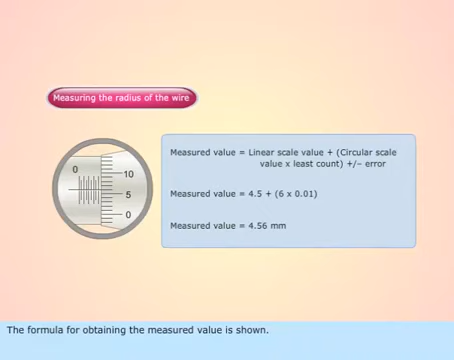 Measuring the radius of the wire
0
10
5
0
Measured value = Linear scale value + (Circular scale
value x least count) +/– error
Measured value = 4.5 + (6 x 0.01)
Measured value = 4.56 mm
The formula for obtaining the measured value is shown.